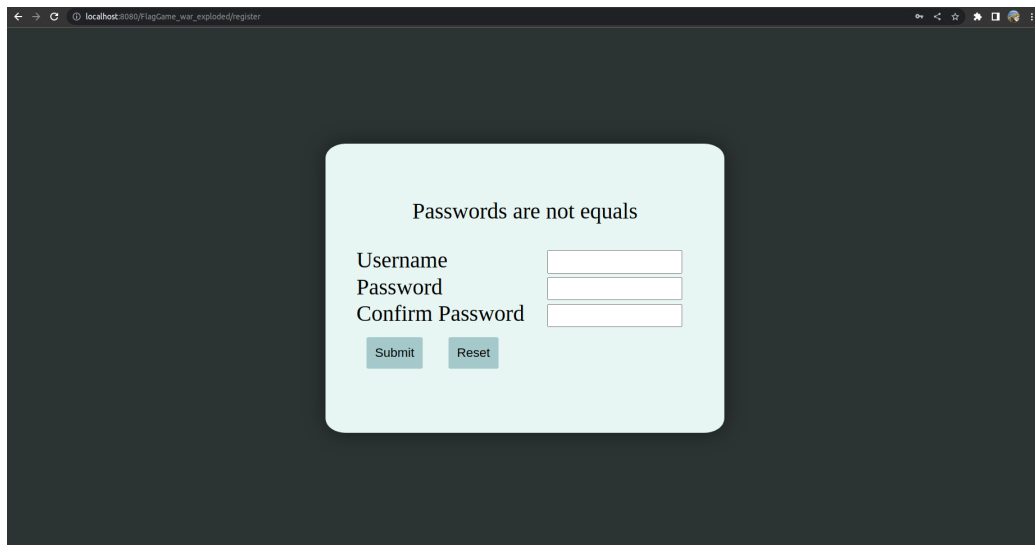 localhost:8080/FlagGame_war_exploded/register
Passwords are not equals
Username
Password
Confirm Password
Submit Reset